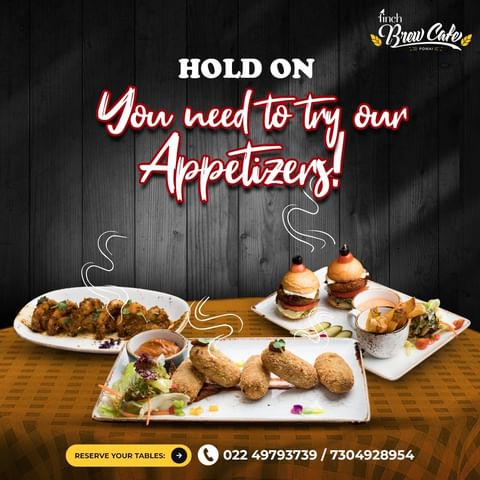 finch
Brew Cafe
POWAI
HOLD ON
You need to try our
Appetizers!
RESERVE YOUR TABLES:
022 49793739 / 7304928954